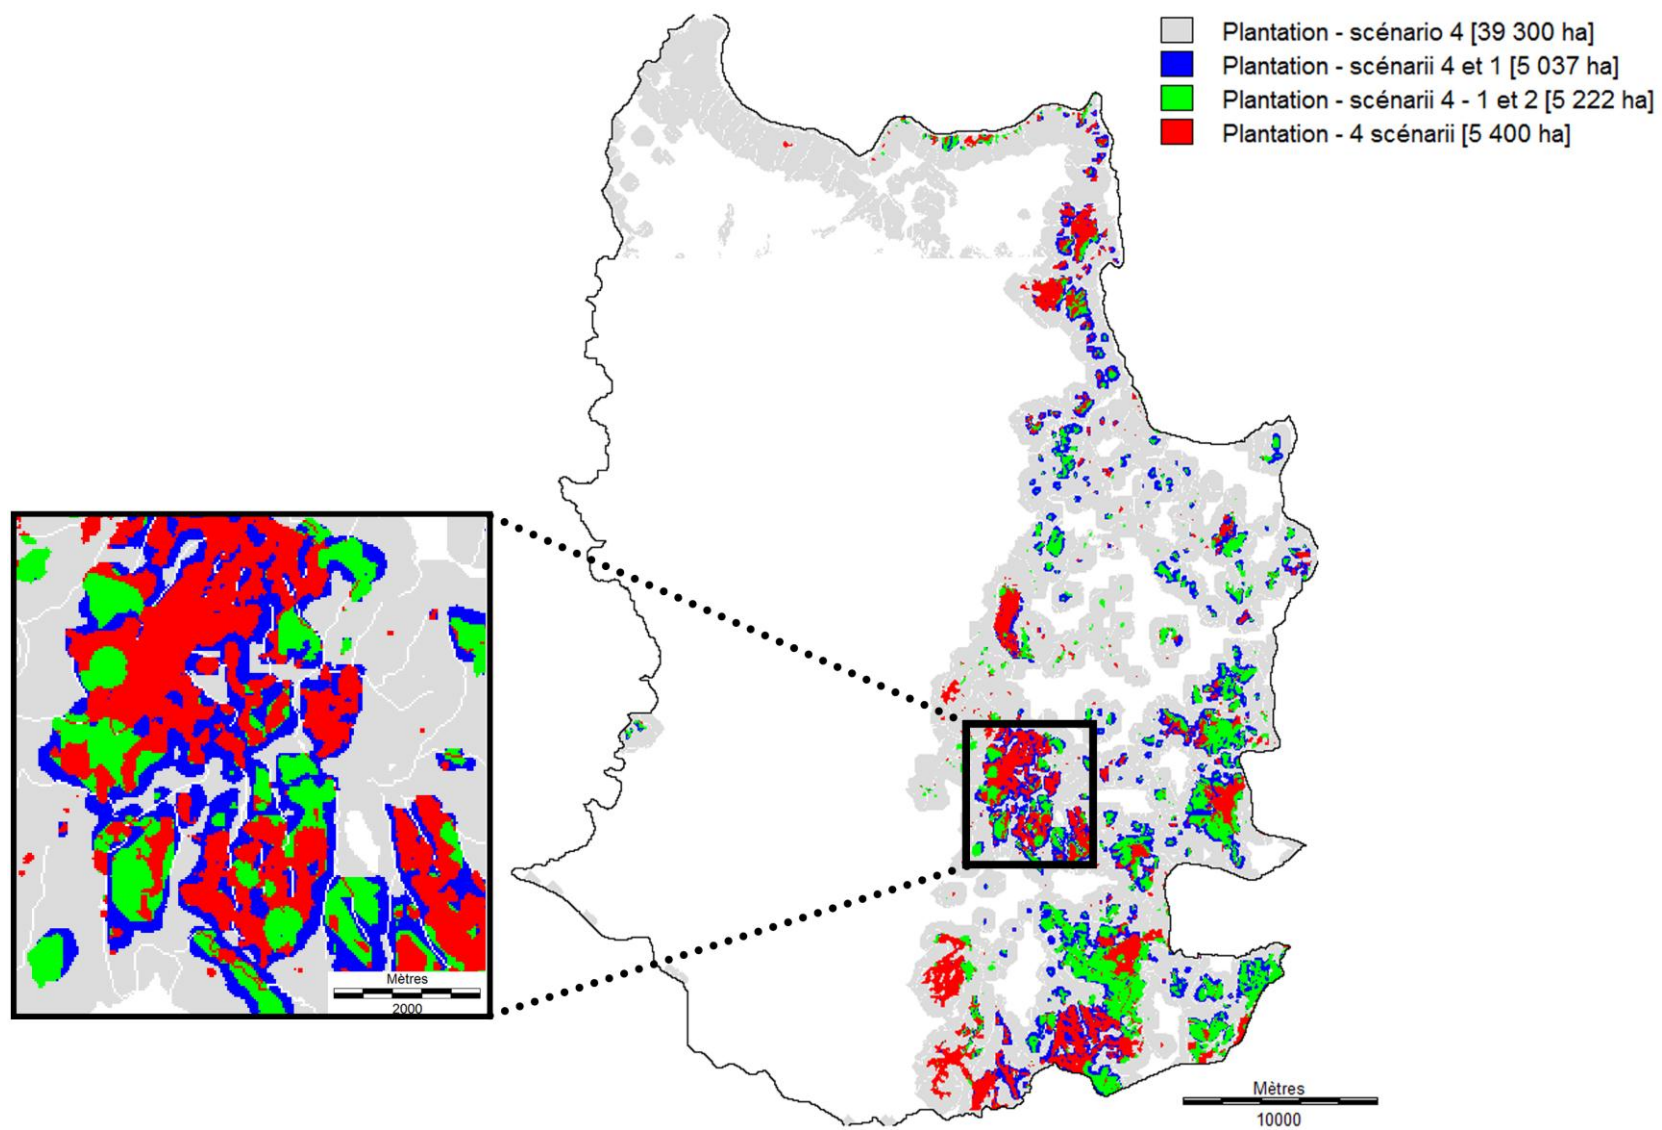 Plantation - scénario 4 [39 300 ha]
Plantation - scénarii 4 et 1 [5 037 ha]
Plantation - scénarii 4 - 1 et 2 [5 222 ha]
Plantation - 4 scénarii [5 400 ha]
Mètres
2000
Mètres
10000